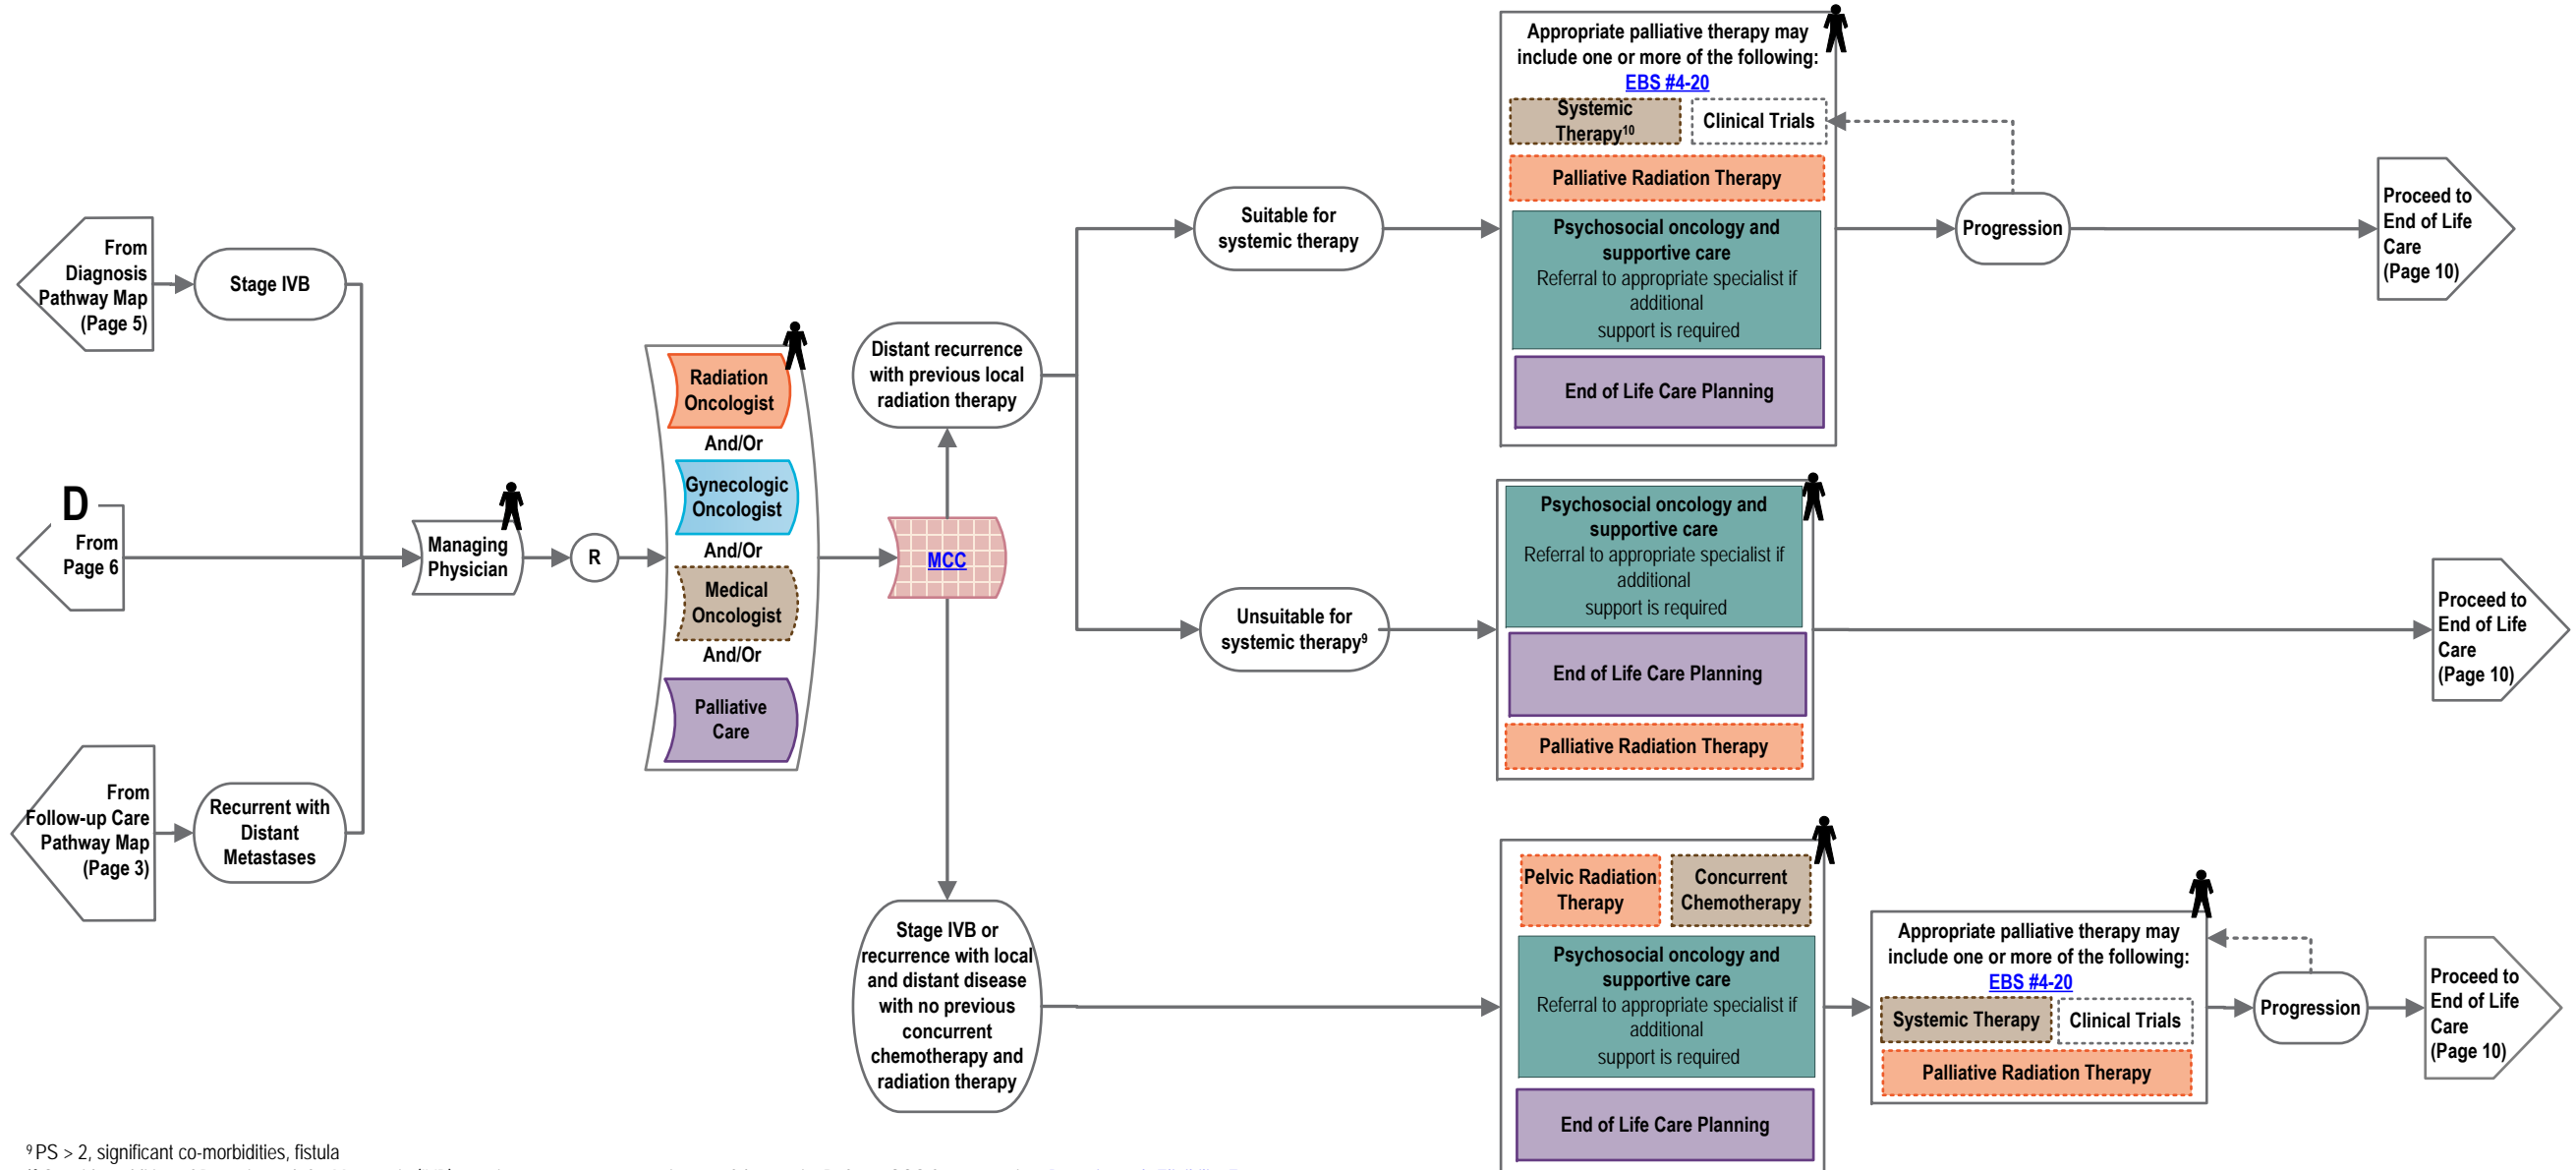 From
Diagnosis
Pathway Map
(Page 5)
Stage IVB
D
From
Page 6
From
Follow-up Care
Pathway Map
(Page 3)
Recurrent with
Distant
Metastases
Managing
Physician
R
Radiation
Oncologist
And/Or
Gynecologic
Oncologist
And/Or
Medical
Oncologist
And/Or
Palliative
Care
MCC
Distant recurrence
with previous local
radiation therapy
Suitable for
systemic therapy
Appropriate palliative therapy may
include one or more of the following:
EBS #4-20
Systemic
Therapy¹⁰
Clinical Trials
Palliative Radiation Therapy
Psychosocial oncology and
supportive care
Referral to appropriate specialist if
additional
support is required
End of Life Care Planning
Progression
Proceed to
End of Life
Care
(Page 10)
Unsuitable for
systemic therapy⁹
Psychosocial oncology and
supportive care
Referral to appropriate specialist if
additional
support is required
End of Life Care Planning
Palliative Radiation Therapy
Proceed to
End of Life
Care
(Page 10)
Stage IVB or
recurrence with local
and distant disease
with no previous
concurrent
chemotherapy and
radiation therapy
Pelvic Radiation
Therapy
Concurrent
Chemotherapy
Psychosocial oncology and
supportive care
Referral to appropriate specialist if
additional
support is required
End of Life Care Planning
Appropriate palliative therapy may
include one or more of the following:
EBS #4-20
Systemic Therapy
Clinical Trials
Palliative Radiation Therapy
Progression
Proceed to
End of Life
Care
(Page 10)
⁹ PS > 2, significant co-morbidities, fistula